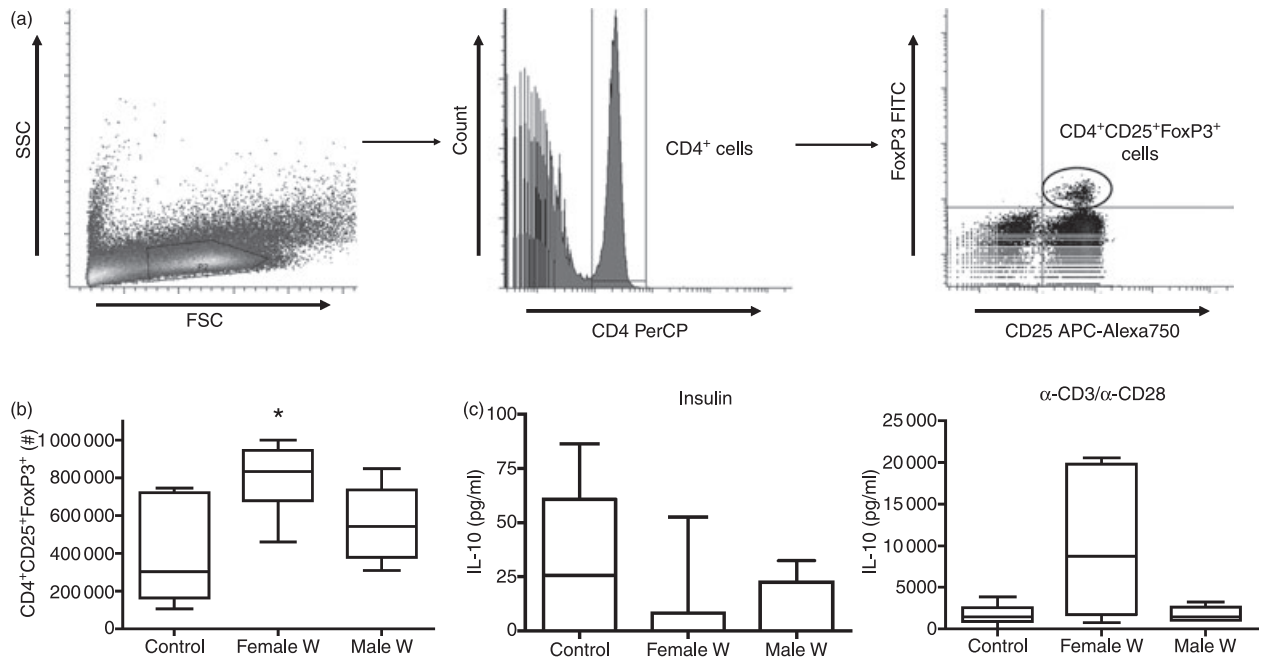 (a)
SSC
FSC
Count
CD4⁺ cells
CD4 PerCP
FoxP3 FITC
CD4⁺CD25⁺FoxP3⁺
cells
CD25 APC-Alexa750
(b)
CD4⁺CD25⁺FoxP3⁺ (#)
1 000 000
800 000
600 000
400 000
200 000
0
Control Female W Male W
*
(c)
Insulin
IL-10 (pg/ml)
100
75
50
25
0
Control Female W Male W
α-CD3/α-CD28
IL-10 (pg/ml)
25 000
20 000
15 000
10 000
5000
0
Control Female W Male W